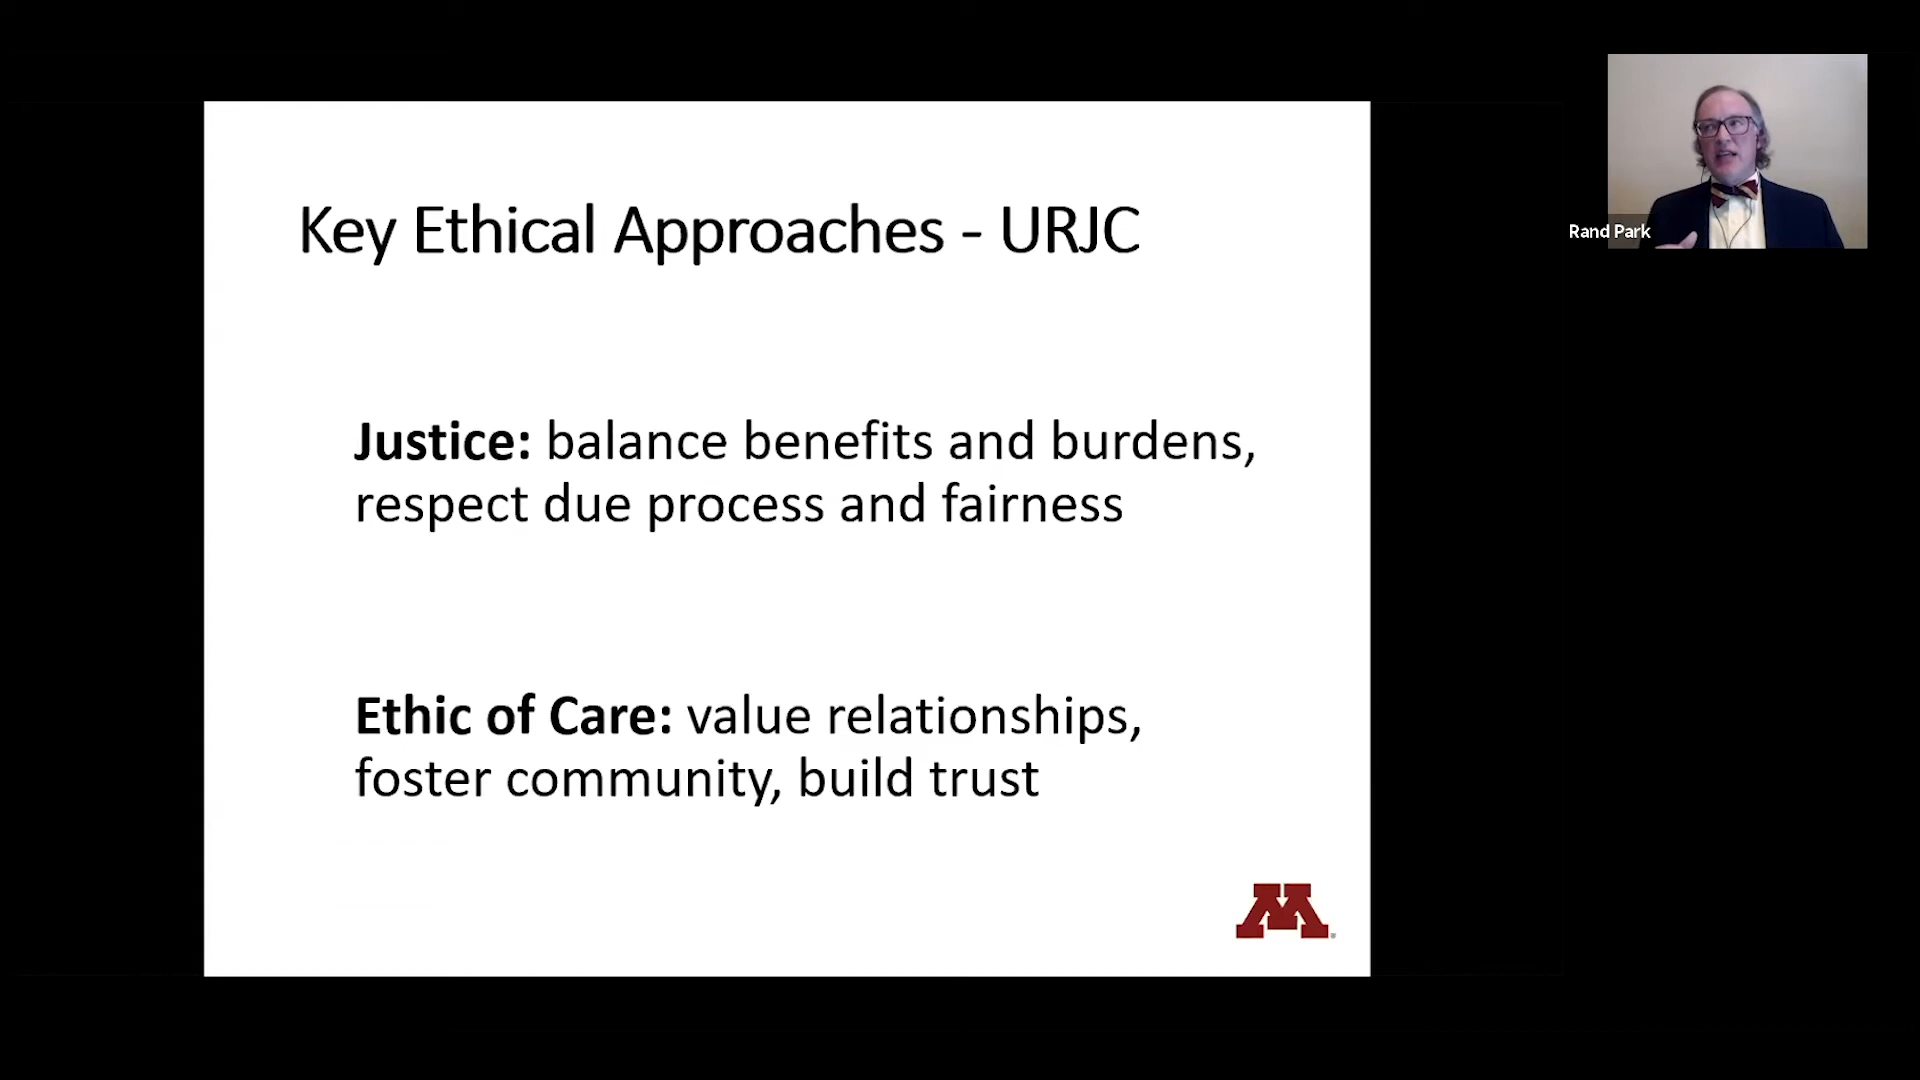 Key Ethical Approaches - URJC
Justice: balance benefits and burdens,
respect due process and fairness
Ethic of Care: value relationships,
foster community, build trust
M
Rand Park